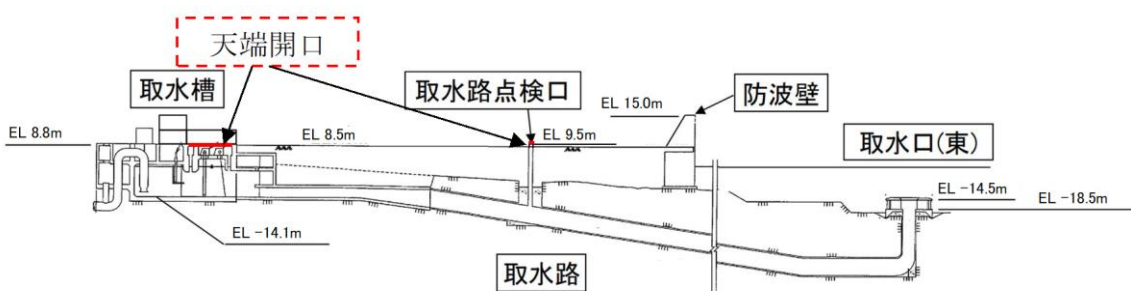 天端開口
取水槽
取水路点検口
EL 15.0m
防波壁
EL 8.8m
EL 8.5m
EL 9.5m
取水口(東)
EL −14.5m
EL −18.5m
EL −14.1m
取水路